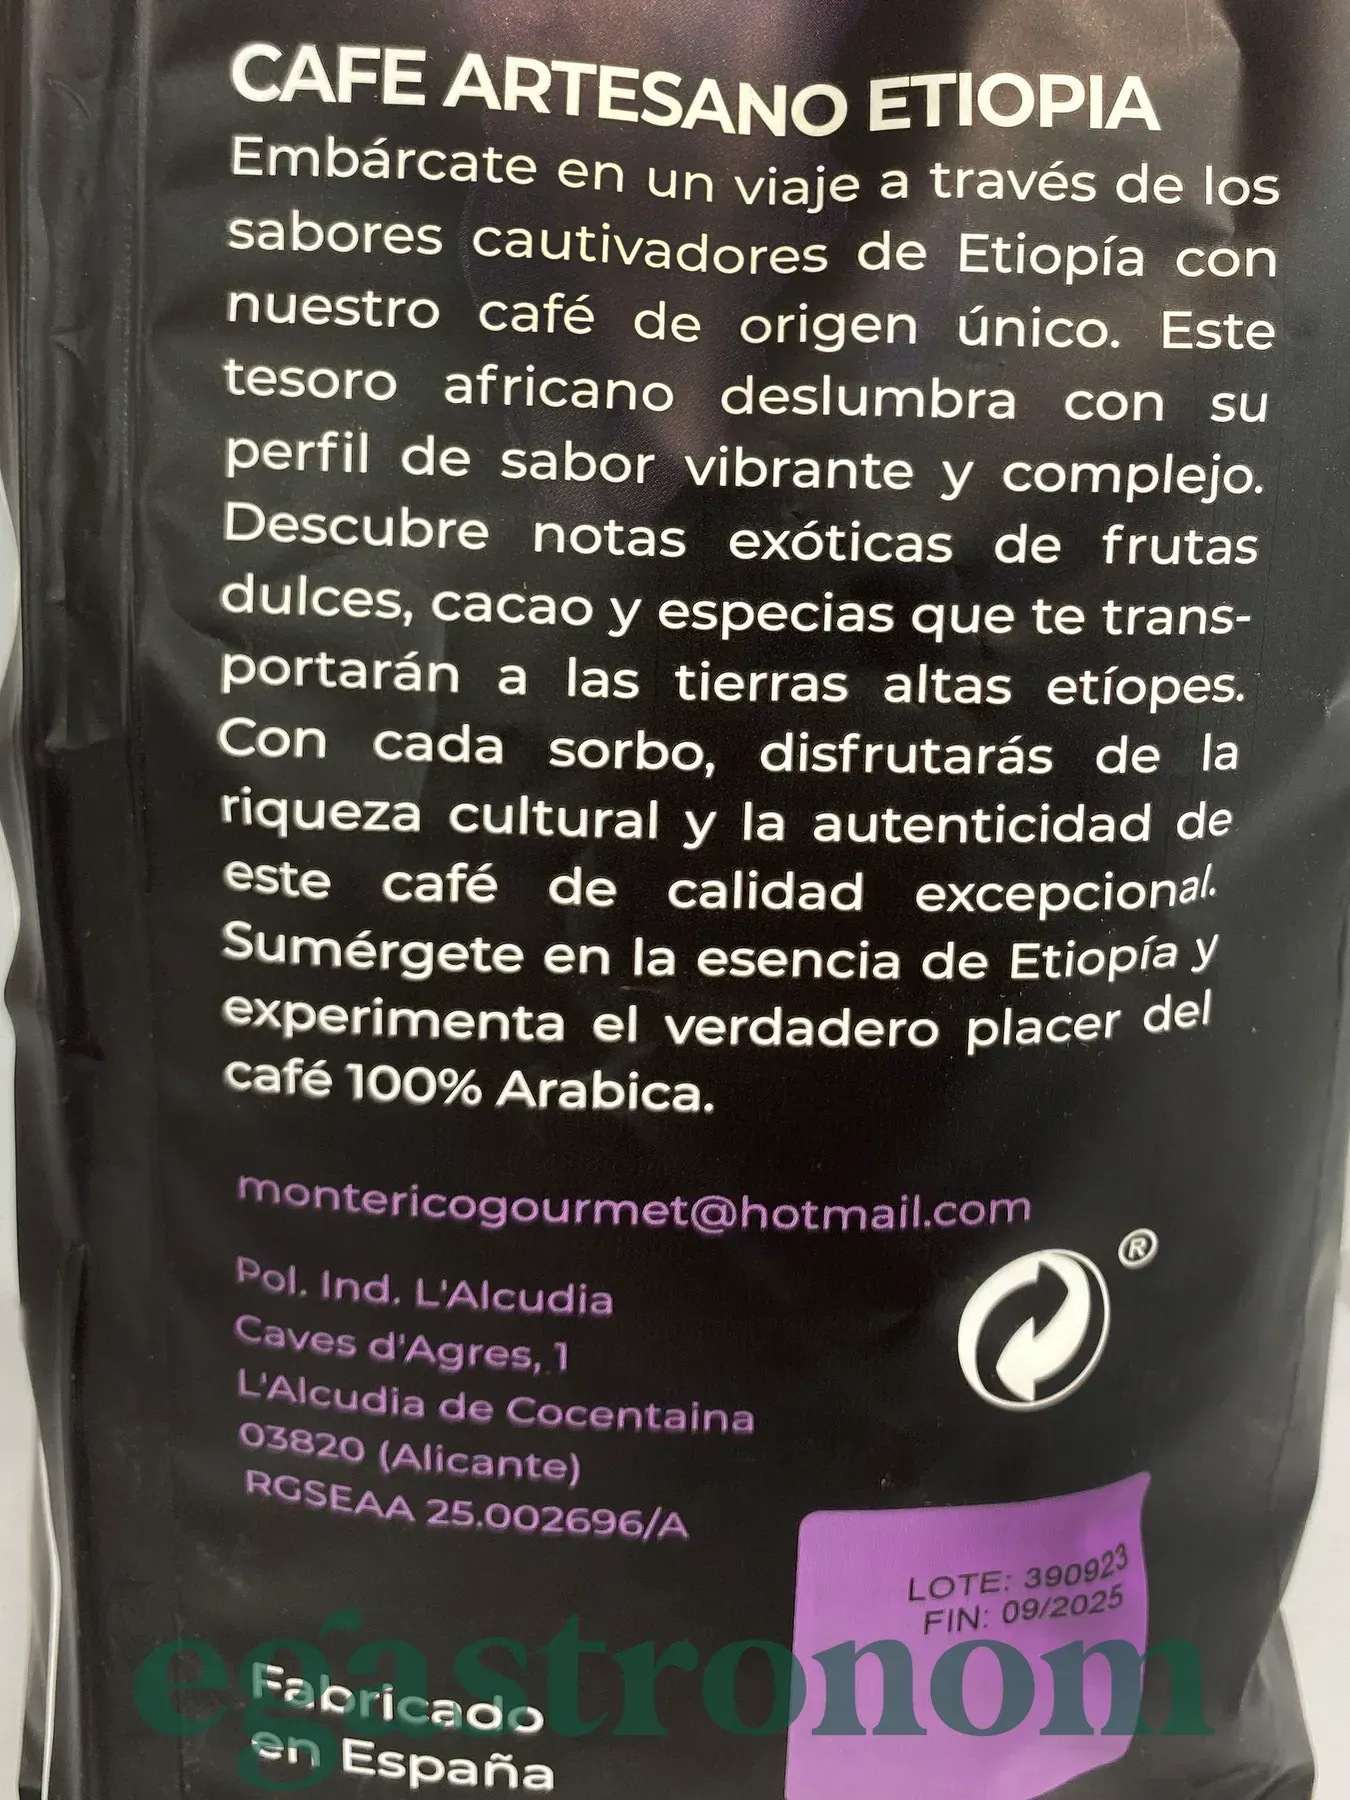 CAFE ARTESANO ETIOPIA
Embárcate en un viaje a través de los
sabores cautivadores de Etiopía con
nuestro café de origen único. Este
tesoro africano deslumbra con su
perfil de sabor vibrante y complejo.
Descubre notas exóticas de frutas
dulces, cacao y especias que te trans-
portarán a las tierras altas etíopes.
Con cada sorbo, disfrutarás de la
riqueza cultural y la autenticidad de
este café de calidad excepcional.
Sumérgete en la esencia de Etiopía y
experimenta el verdadero placer del
café 100% Arabica.
montericogourmet@hotmail.com
®
Pol. Ind. L'Alcudia
Caves d'Agres, 1
L'Alcudia de Cocentaina
03820 (Alicante)
RGSEAA 25.002696/A
LOTE: 390923
FIN: 09/2025
egastronom
Fabricado
en España